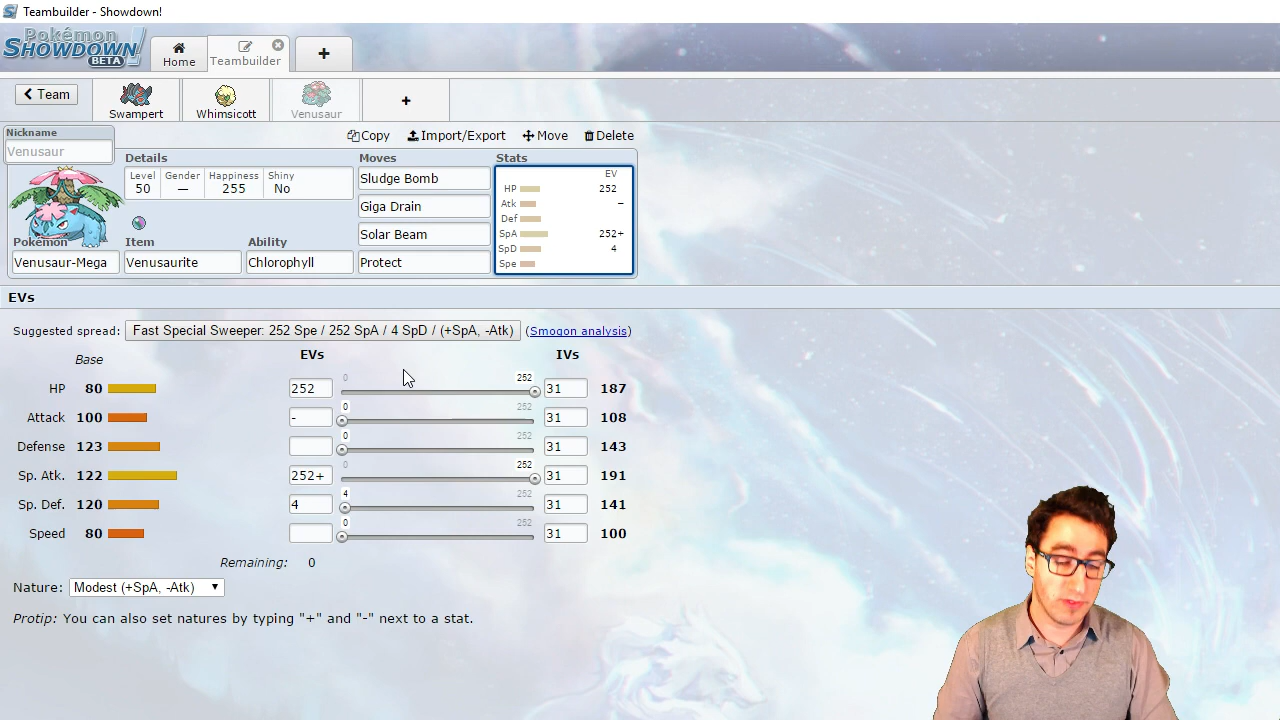 Teambuilder - Showdown!
Pokémon
SHOWDOWN!
BETA
Home
Teambuilder
+
Team
Swampert
Whimsicott
Venusaur
+
Nickname
Venusaur
Copy
Import/Export
Move
Delete
Details
Level
50
Gender
—
Happiness
255
Shiny
No
Pokémon
Venusaur-Mega
Item
Venusaurite
Ability
Chlorophyll
Moves
Sludge Bomb
Giga Drain
Solar Beam
Protect
Stats
EV
HP 252
Atk −
Def
SpA 252+
SpD 4
Spe
EVs
Suggested spread: Fast Special Sweeper: 252 Spe / 252 SpA / 4 SpD / (+SpA, -Atk) (Smogon analysis)
Base EVs IVs
HP 80 252 0 252 31 187
Attack 100 - 0 252 31 108
Defense 123 0 252 31 143
Sp. Atk. 122 252+ 0 252 31 191
Sp. Def. 120 4 4 252 31 141
Speed 80 0 252 31 100
Remaining: 0
Nature: Modest (+SpA, -Atk)
Protip: You can also set natures by typing "+" and "-" next to a stat.